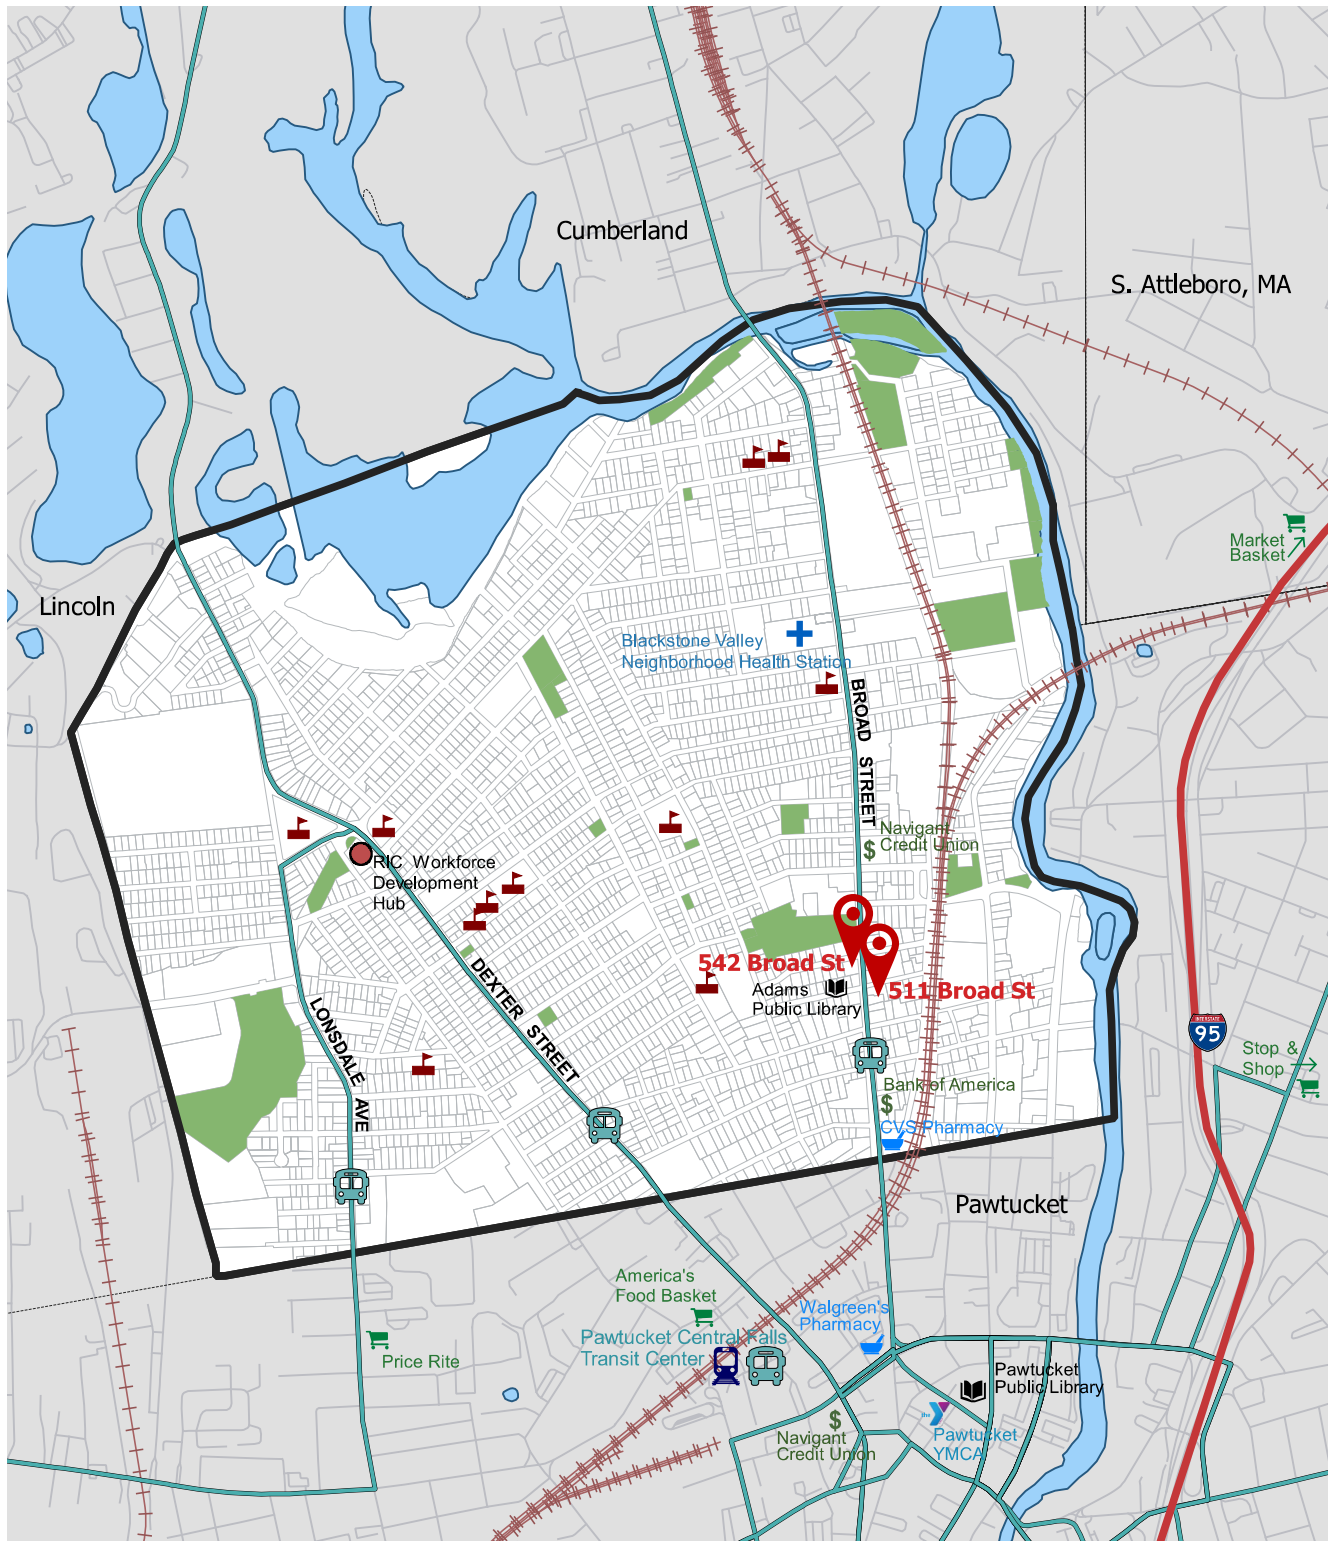 Cumberland
S. Attleboro, MA
Market
Basket
Lincoln
Blackstone Valley
Neighborhood Health Station
BROAD STREET
Navigant
Credit Union
RIC Workforce
Development
Hub
542 Broad St
511 Broad St
Adams
Public Library
DEXTER STREET
LONSDALE AVE
INTERSTATE
95
Stop &
Shop
Bank of America
CVS Pharmacy
Pawtucket
America's
Food Basket
Walgreen's
Pharmacy
Pawtucket Central Falls
Transit Center
Price Rite
Pawtucket
Public Library
the
Pawtucket
YMCA
Navigant
Credit Union